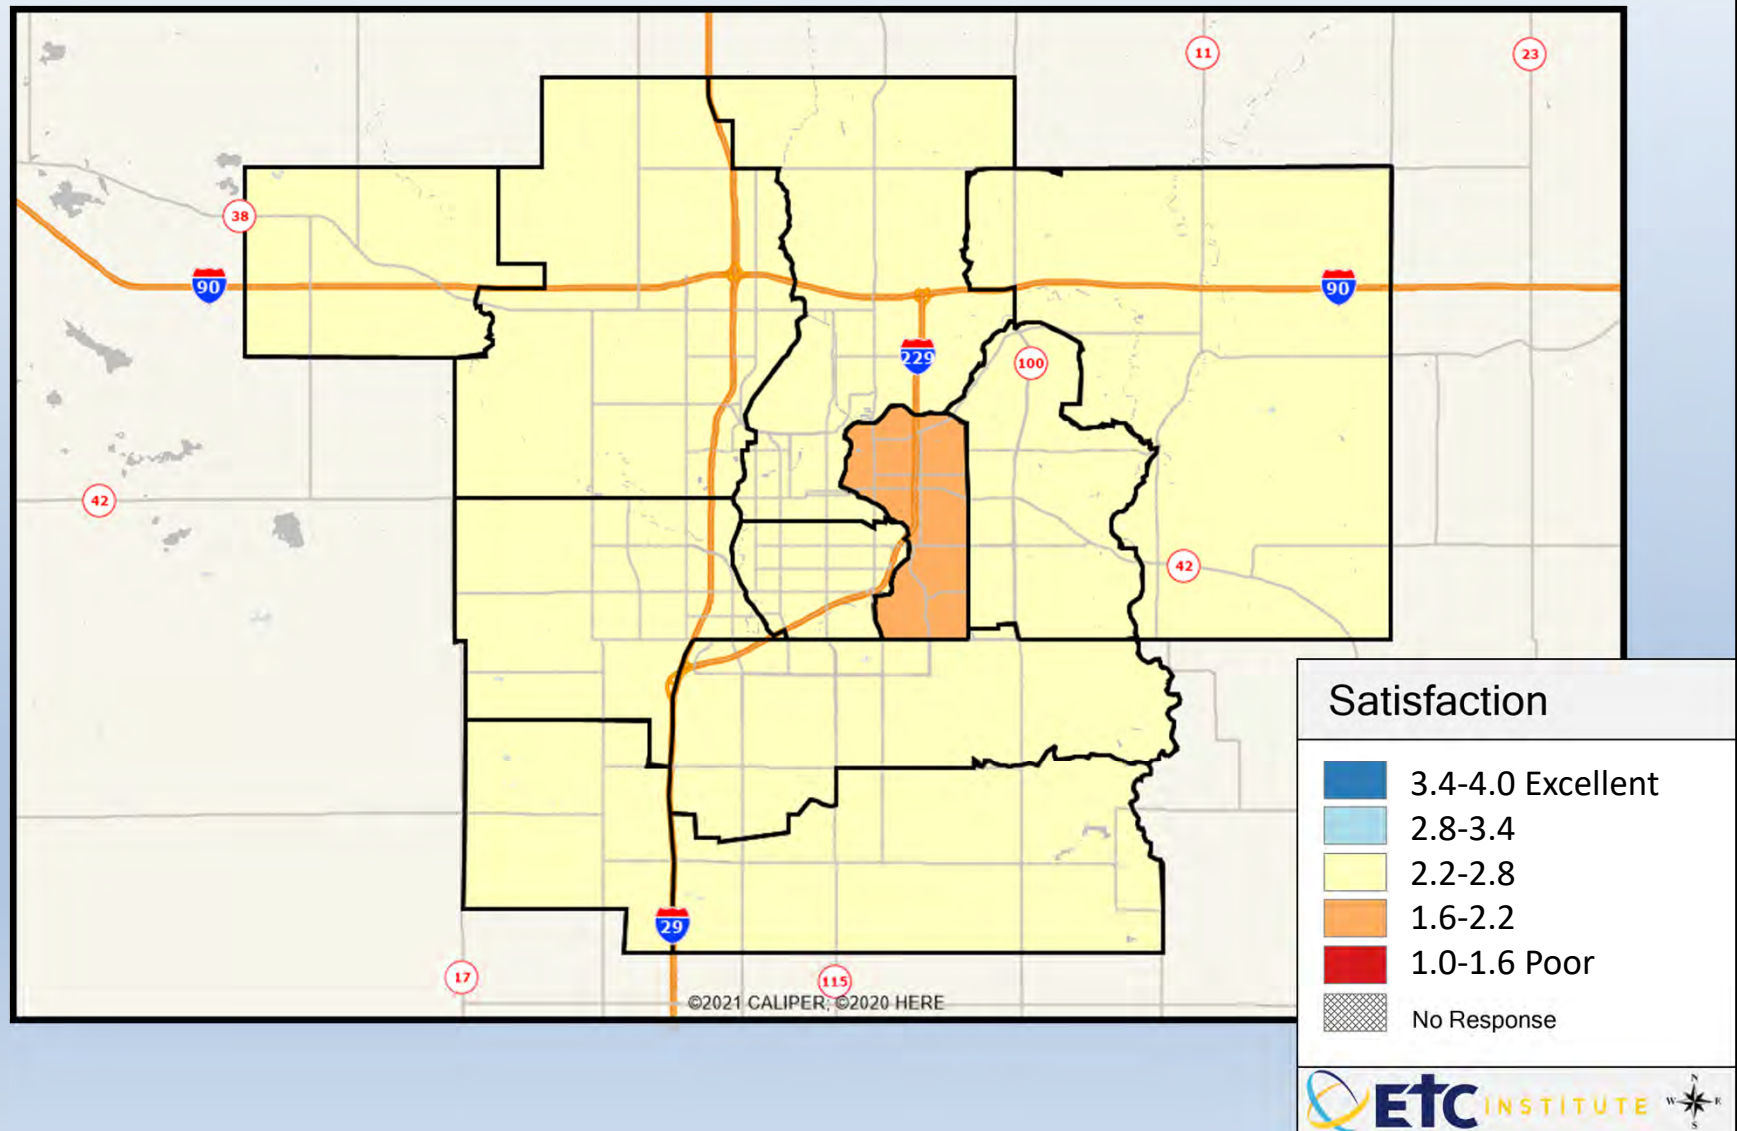 11
23
38
90
90
229
100
42
42
29
17
115
©2021 CALIPER; ©2020 HERE
Satisfaction
3.4-4.0 Excellent
2.8-3.4
2.2-2.8
1.6-2.2
1.0-1.6 Poor
No Response
ETC INSTITUTE
N
W E
S